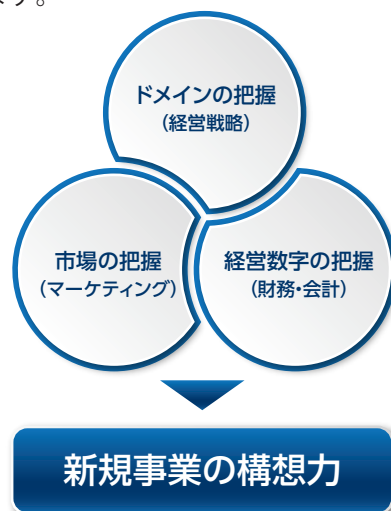 ます。
ドメインの把握
（経営戦略）
市場の把握
（マーケティング）
経営数字の把握
（財務・会計）
新規事業の構想力